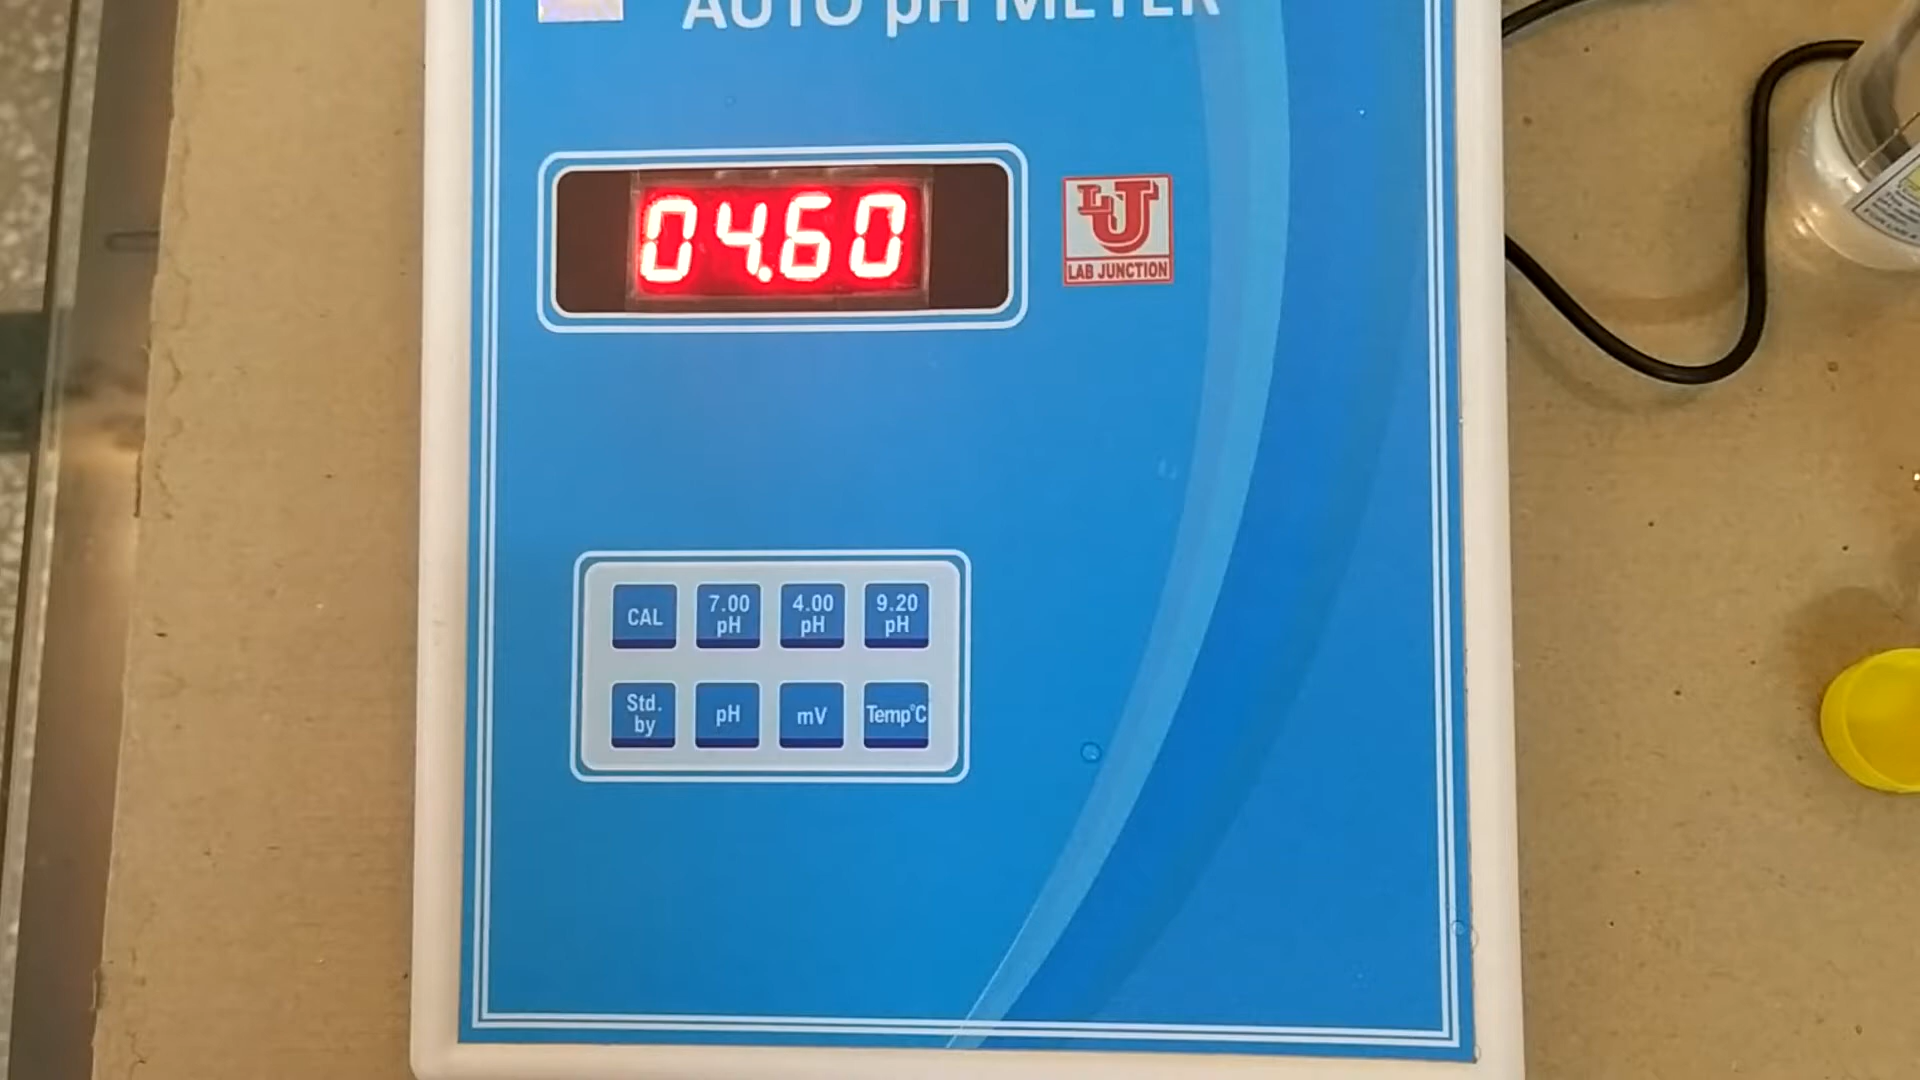 AUTO pH METER
04.60
LU
LAB JUNCTION
CAL
7.00 pH
4.00 pH
9.20 pH
Std. by
pH
mV
Temp°C